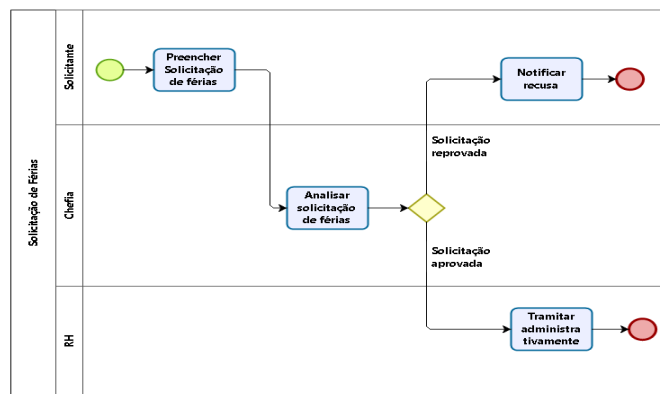 Solicitação de Férias
Solicitante
Preencher
Solicitação
de férias
Notificar
recusa
Solicitação
reprovada
Chefia
Analisar
solicitação
de férias
Solicitação
aprovada
RH
Tramitar
administra
tivamente